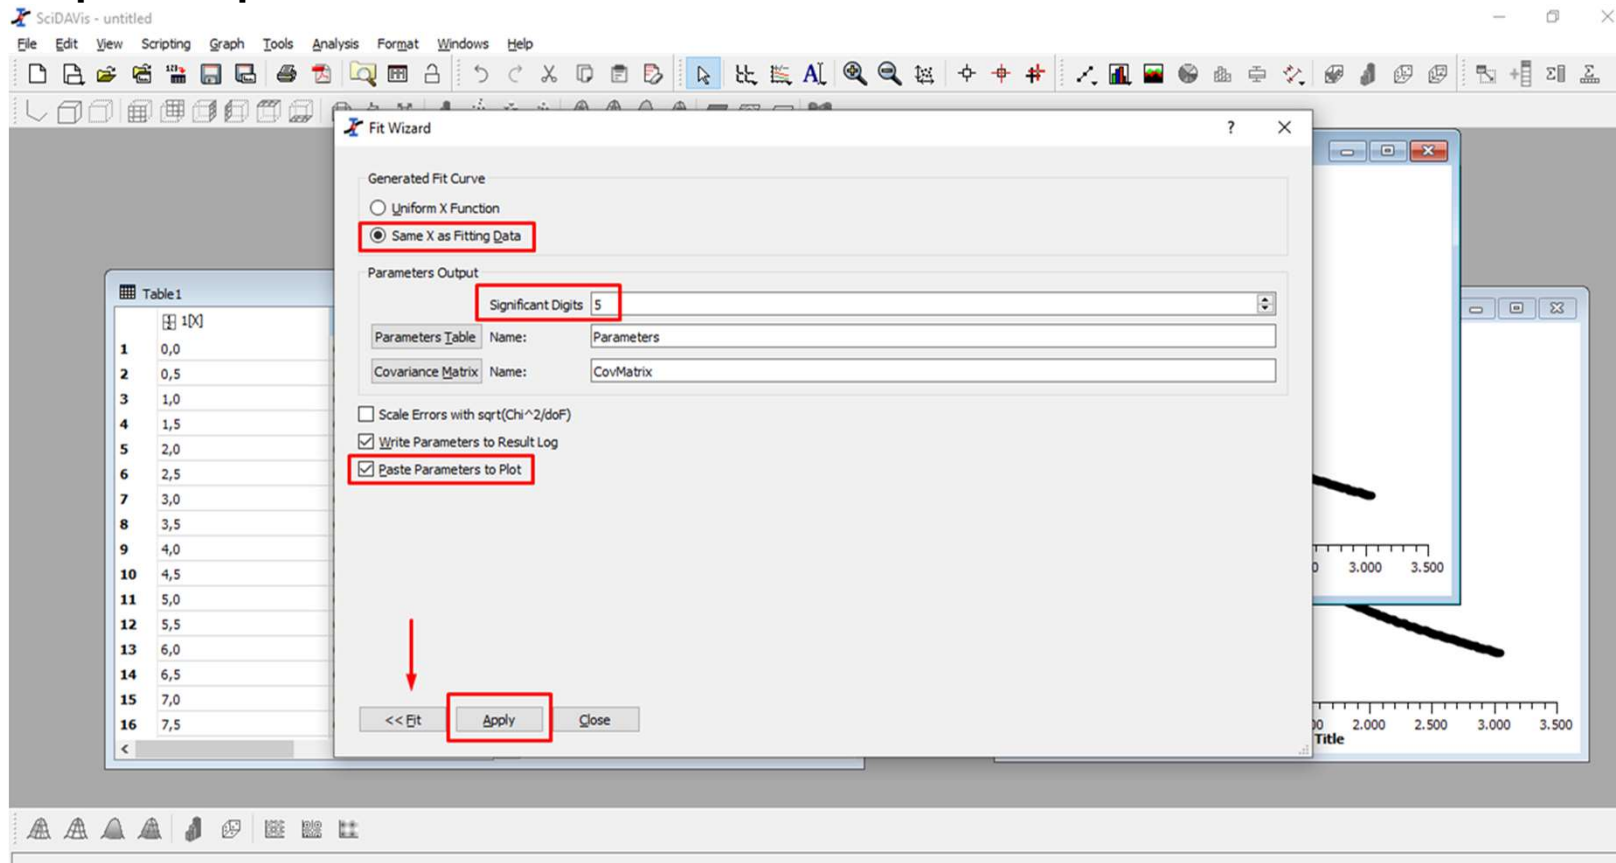 SciDAVis - untitled
File Edit View Scripting Graph Tools Analysis Format Windows Help
Fit Wizard ?
Generated Fit Curve
Uniform X Function
Same X as Fitting Data
Parameters Output
Significant Digits 5
Parameters Table Name: Parameters
Covariance Matrix Name: CovMatrix
Scale Errors with sqrt(Chi^2/doF)
Write Parameters to Result Log
Paste Parameters to Plot
<< Fit Apply Close
Table1
1[X]
1 0,0
2 0,5
3 1,0
4 1,5
5 2,0
6 2,5
7 3,0
8 3,5
9 4,0
10 4,5
11 5,0
12 5,5
13 6,0
14 6,5
15 7,0
16 7,5
3.000 3.500
2.000 2.500 3.000 3.500
Title